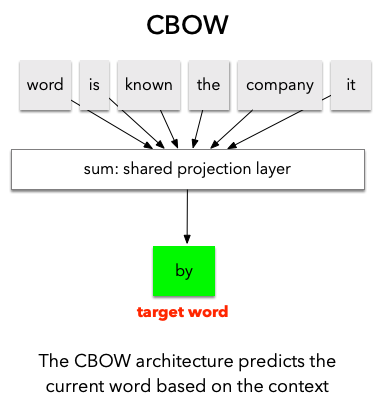 CBOW
word is known the company it
sum: shared projection layer
by
target word
The CBOW architecture predicts the
current word based on the context